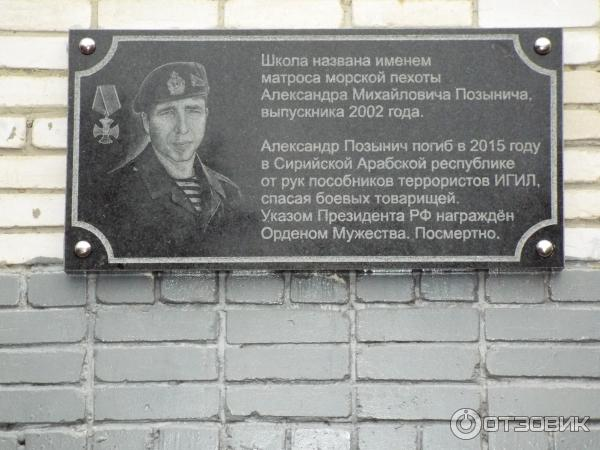 Школа названа именем
матроса морской пехоты
Александра Михайловича Позынича,
выпускника 2002 года.
Александр Позынич погиб в 2015 году
в Сирийской Арабской республике
от рук пособников террористов ИГИЛ,
спасая боевых товарищей.
Указом Президента РФ награждён
Орденом Мужества. Посмертно.
ОТЗОВИК